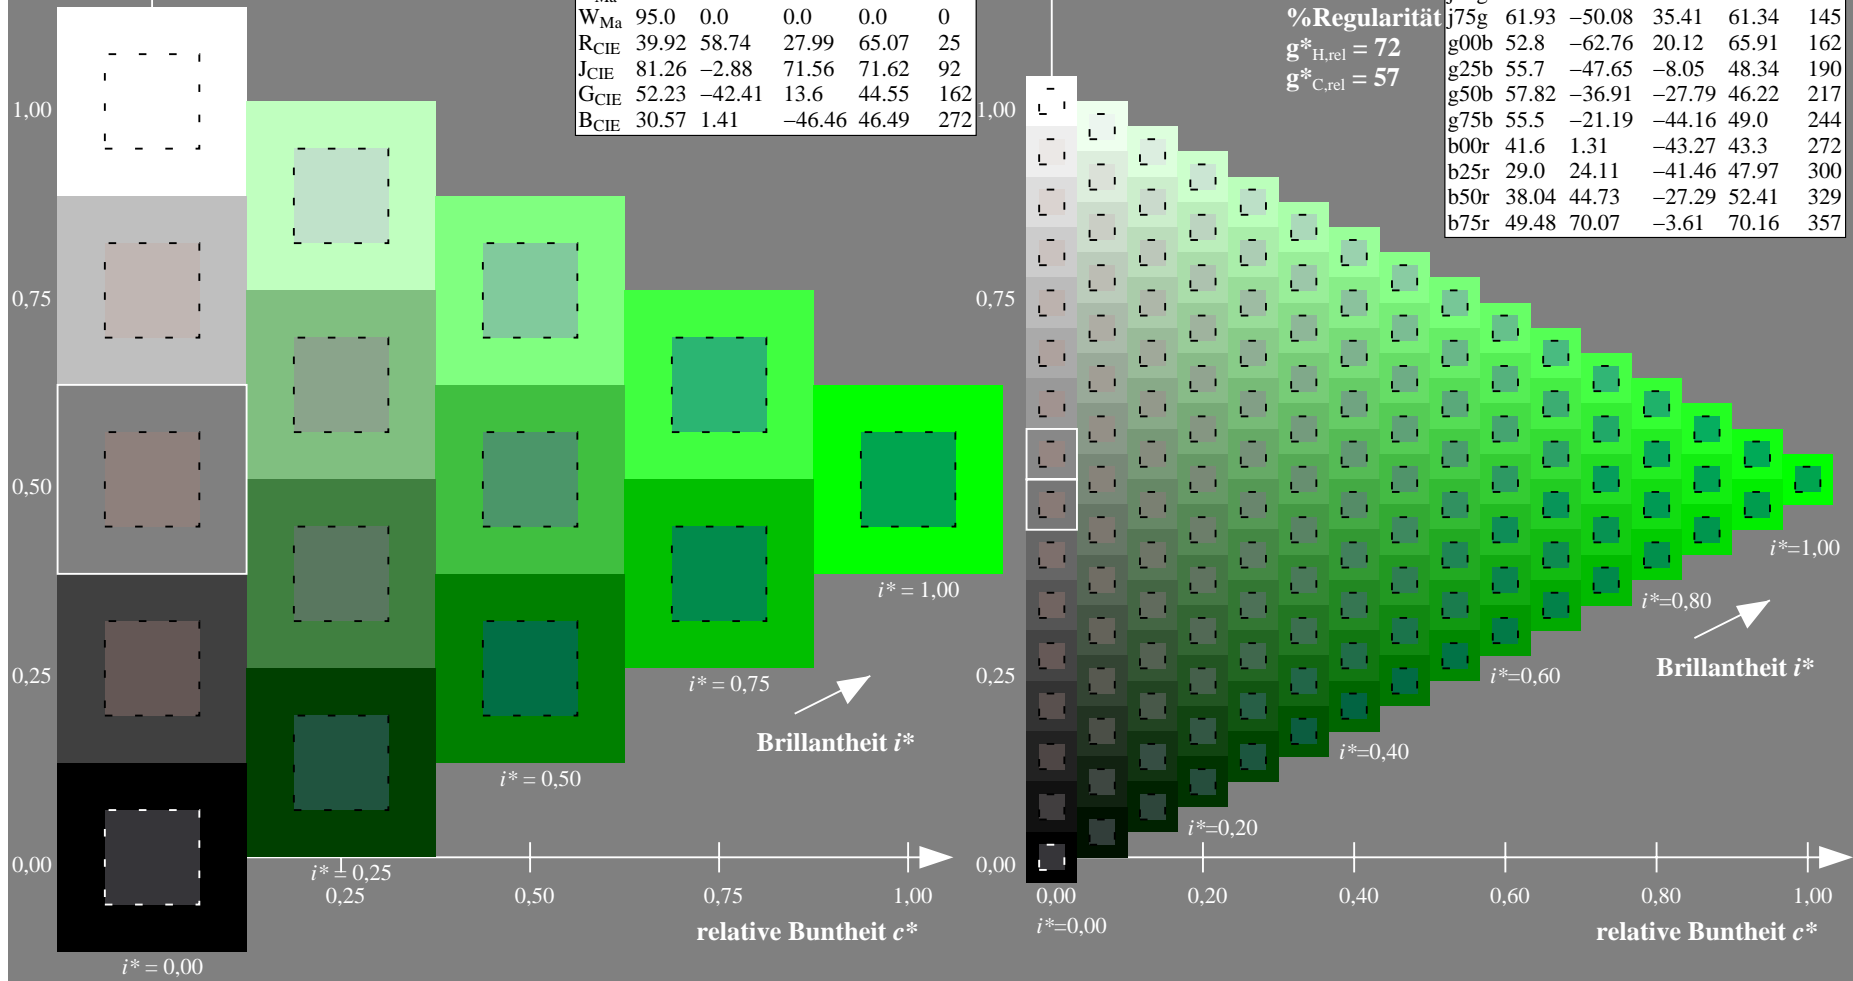 W_Ma 95.0 0.0 0.0 0.0 0
R_CIE 39.92 58.74 27.99 65.07 25
J_CIE 81.26 −2.88 71.56 71.62 92
G_CIE 52.23 −42.41 13.6 44.55 162
B_CIE 30.57 1.41 −46.46 46.49 272
1,00
0,75
0,50
0,25
0,00
i* = 1,00
i* = 0,75
i* = 0,50
i* = 0,25
i* = 0,00
Brillantheit i*
0,25 0,50 0,75 1,00
relative Buntheit c*
%Regularität
g*_H,rel = 72
g*_C,rel = 57
j75g 61.93 −50.08 35.41 61.34 145
g00b 52.8 −62.76 20.12 65.91 162
g25b 55.7 −47.65 −8.05 48.34 190
g50b 57.82 −36.91 −27.79 46.22 217
g75b 55.5 −21.19 −44.16 49.0 244
b00r 41.6 1.31 −43.27 43.3 272
b25r 29.0 24.11 −41.46 47.97 300
b50r 38.04 44.73 −27.29 52.41 329
b75r 49.48 70.07 −3.61 70.16 357
1,00
0,75
0,50
0,25
0,00
i*=1,00
i*=0,80
Brillantheit i*
i*=0,60
i*=0,40
i*=0,20
0,00 0,20 0,40 0,60 0,80 1,00
i*=0,00
relative Buntheit c*